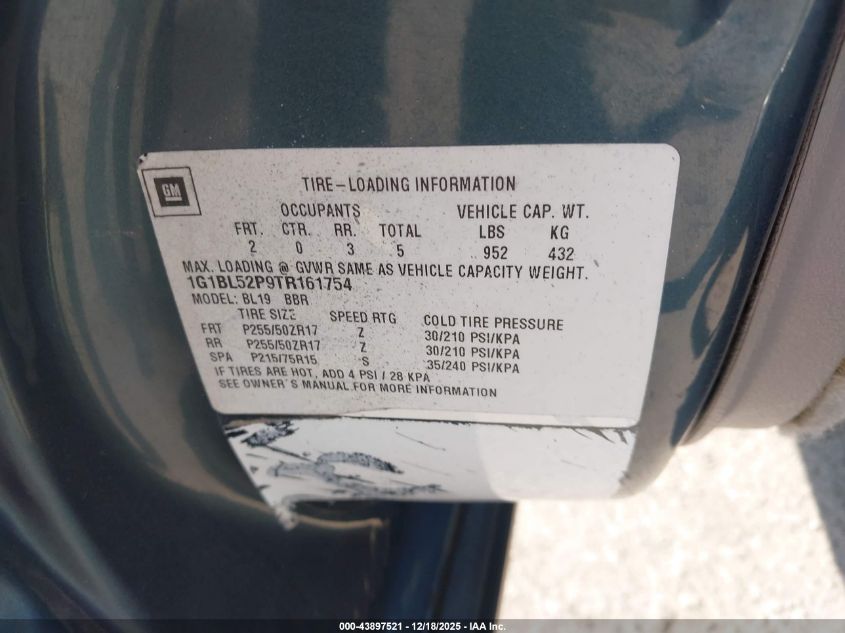 GM
TIRE-LOADING INFORMATION
OCCUPANTS VEHICLE CAP. WT.
FRT. CTR. RR. TOTAL LBS KG
2 0 3 5 952 432
MAX. LOADING @ GVWR SAME AS VEHICLE CAPACITY WEIGHT.
1G1BL52P9TR161754
MODEL: BL19 BBR
TIRE SIZE SPEED RTG COLD TIRE PRESSURE
FRT P255/50ZR17 Z 30/210 PSI/KPA
RR P255/50ZR17 Z 30/210 PSI/KPA
SPA P215/75R15 S 35/240 PSI/KPA
IF TIRES ARE HOT, ADD 4 PSI / 28 KPA
SEE OWNER'S MANUAL FOR MORE INFORMATION
000-43897521 - 12/18/2025 - IAA Inc.